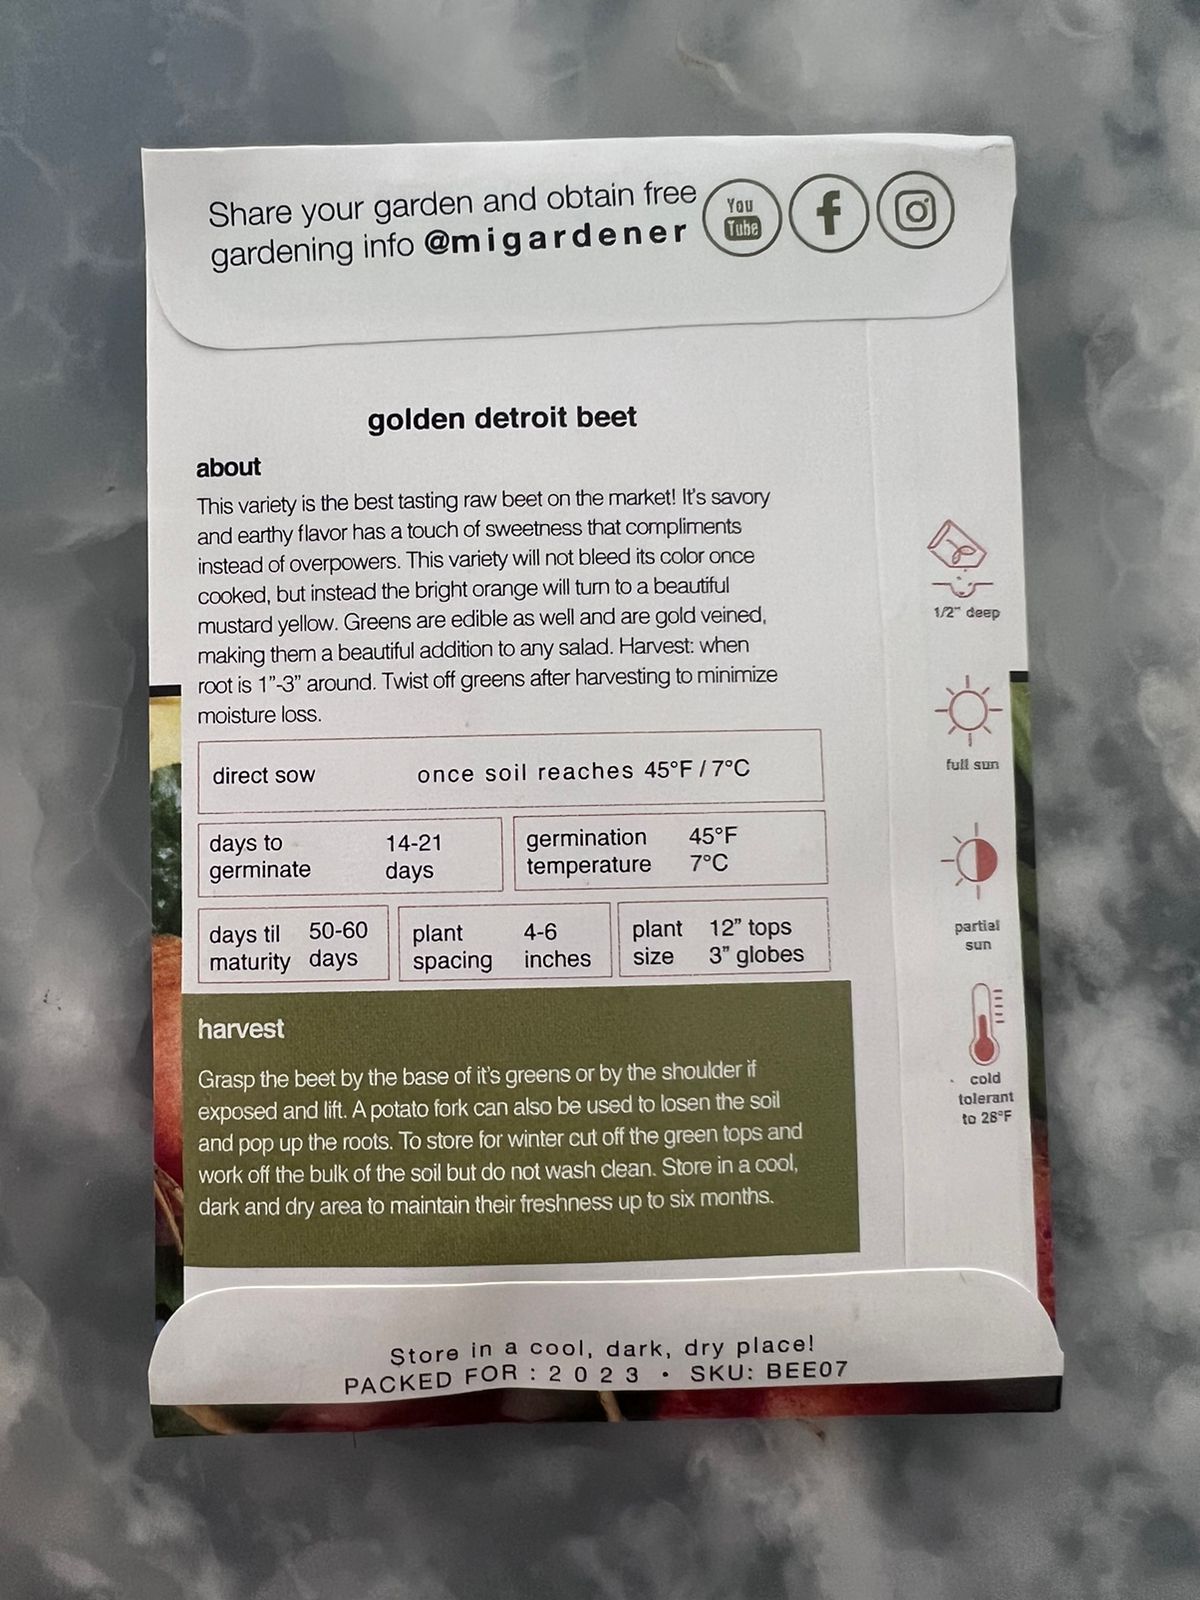 Share your garden and obtain free
gardening info @migardener
You
Tube
golden detroit beet
about
This variety is the best tasting raw beet on the market! It's savory
and earthy flavor has a touch of sweetness that compliments
instead of overpowers. This variety will not bleed its color once
cooked, but instead the bright orange will turn to a beautiful
mustard yellow. Greens are edible as well and are gold veined,
making them a beautiful addition to any salad. Harvest: when
root is 1”-3” around. Twist off greens after harvesting to minimize
moisture loss.
direct sow once soil reaches 45°F / 7°C
days to
germinate
14-21
days
germination
temperature
45°F
7°C
days til
maturity
50-60
days
plant
spacing
4-6
inches
plant
size
12” tops
3” globes
harvest
Grasp the beet by the base of it's greens or by the shoulder if
exposed and lift. A potato fork can also be used to losen the soil
and pop up the roots. To store for winter cut off the green tops and
work off the bulk of the soil but do not wash clean. Store in a cool,
dark and dry area to maintain their freshness up to six months.
1/2” deep
full sun
partial
sun
cold
tolerant
to 28°F
Store in a cool, dark, dry place!
PACKED FOR : 2 0 2 3 • SKU: BEE07